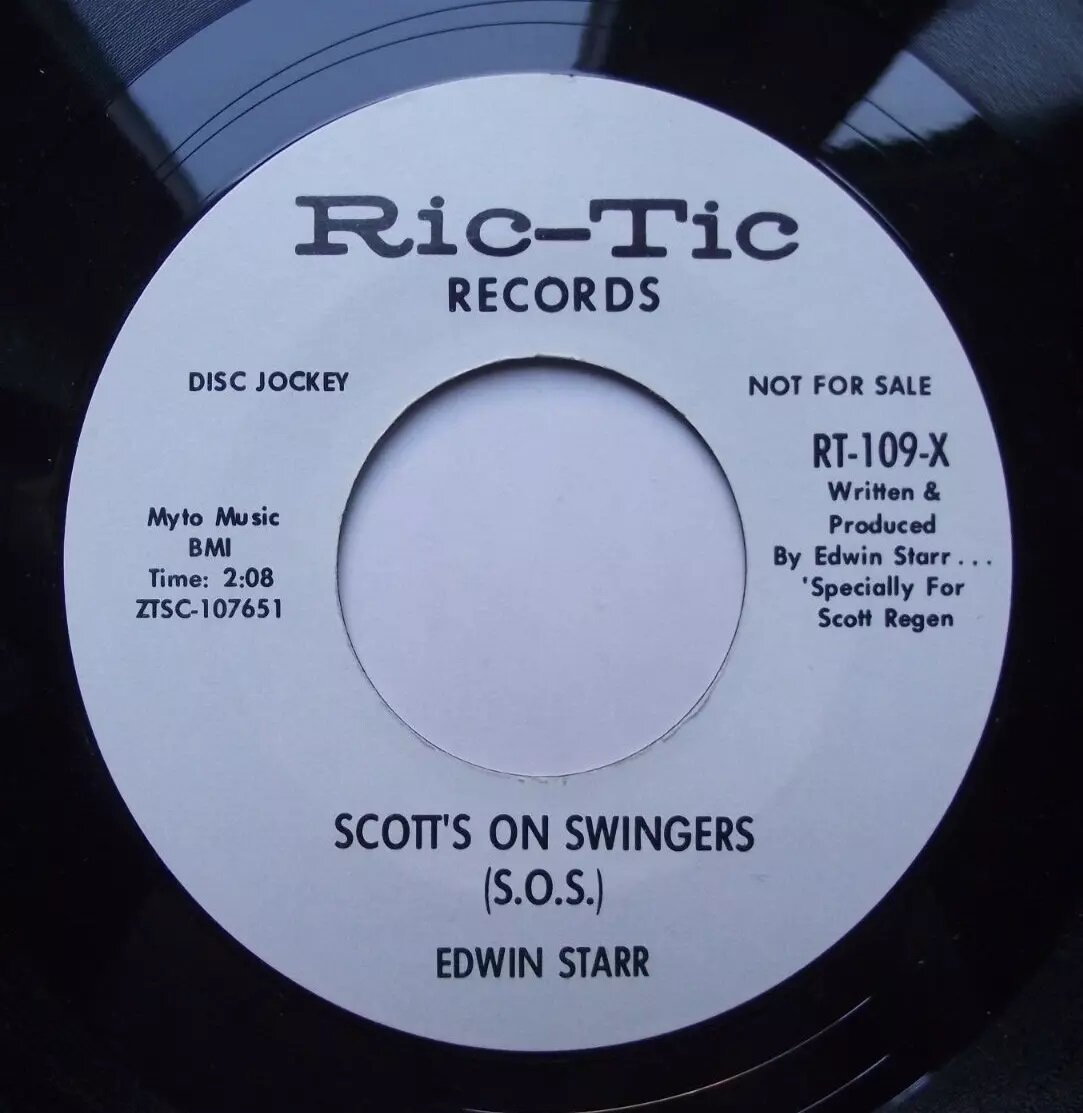 Ric-Tic
RECORDS
DISC JOCKEY
NOT FOR SALE
Myto Music
BMI
Time: 2:08
ZTSC-107651
RT-109-X
Written &
Produced
By Edwin Starr...
'Specially For
Scott Regen
SCOTT'S ON SWINGERS
(S.O.S.)
EDWIN STARR